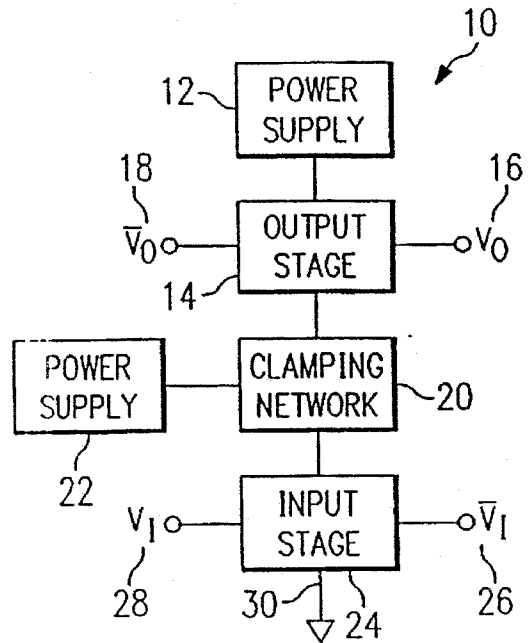 10
12
POWER
SUPPLY
18
16
V̅O
OUTPUT
STAGE
VO
14
POWER
SUPPLY
CLAMPING
NETWORK
20
22
VI
INPUT
STAGE
V̅I
28
30
24
26